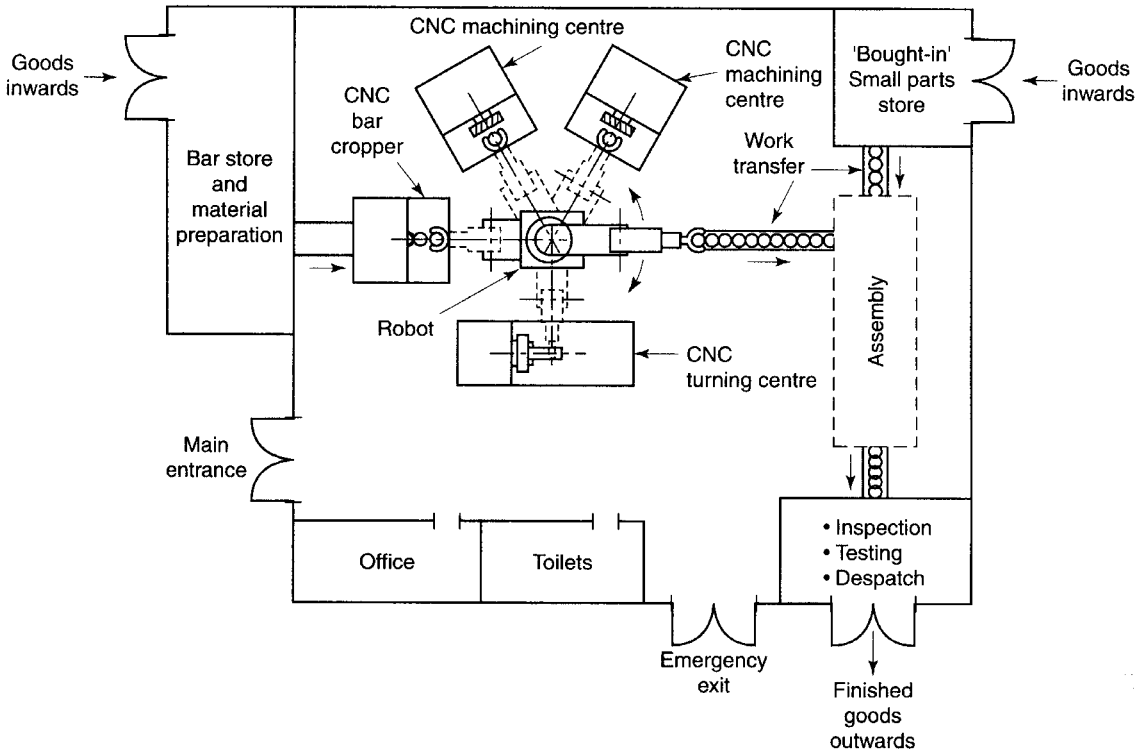 CNC machining centre
Goods
inwards
CNC
bar
cropper
CNC
machining
centre
'Bought-in'
Small parts
store
Goods
inwards
Bar store
and
material
preparation
Work
transfer
Robot
Assembly
CNC
turning centre
Main
entrance
Office
Toilets
• Inspection
• Testing
• Despatch
Emergency
exit
Finished
goods
outwards